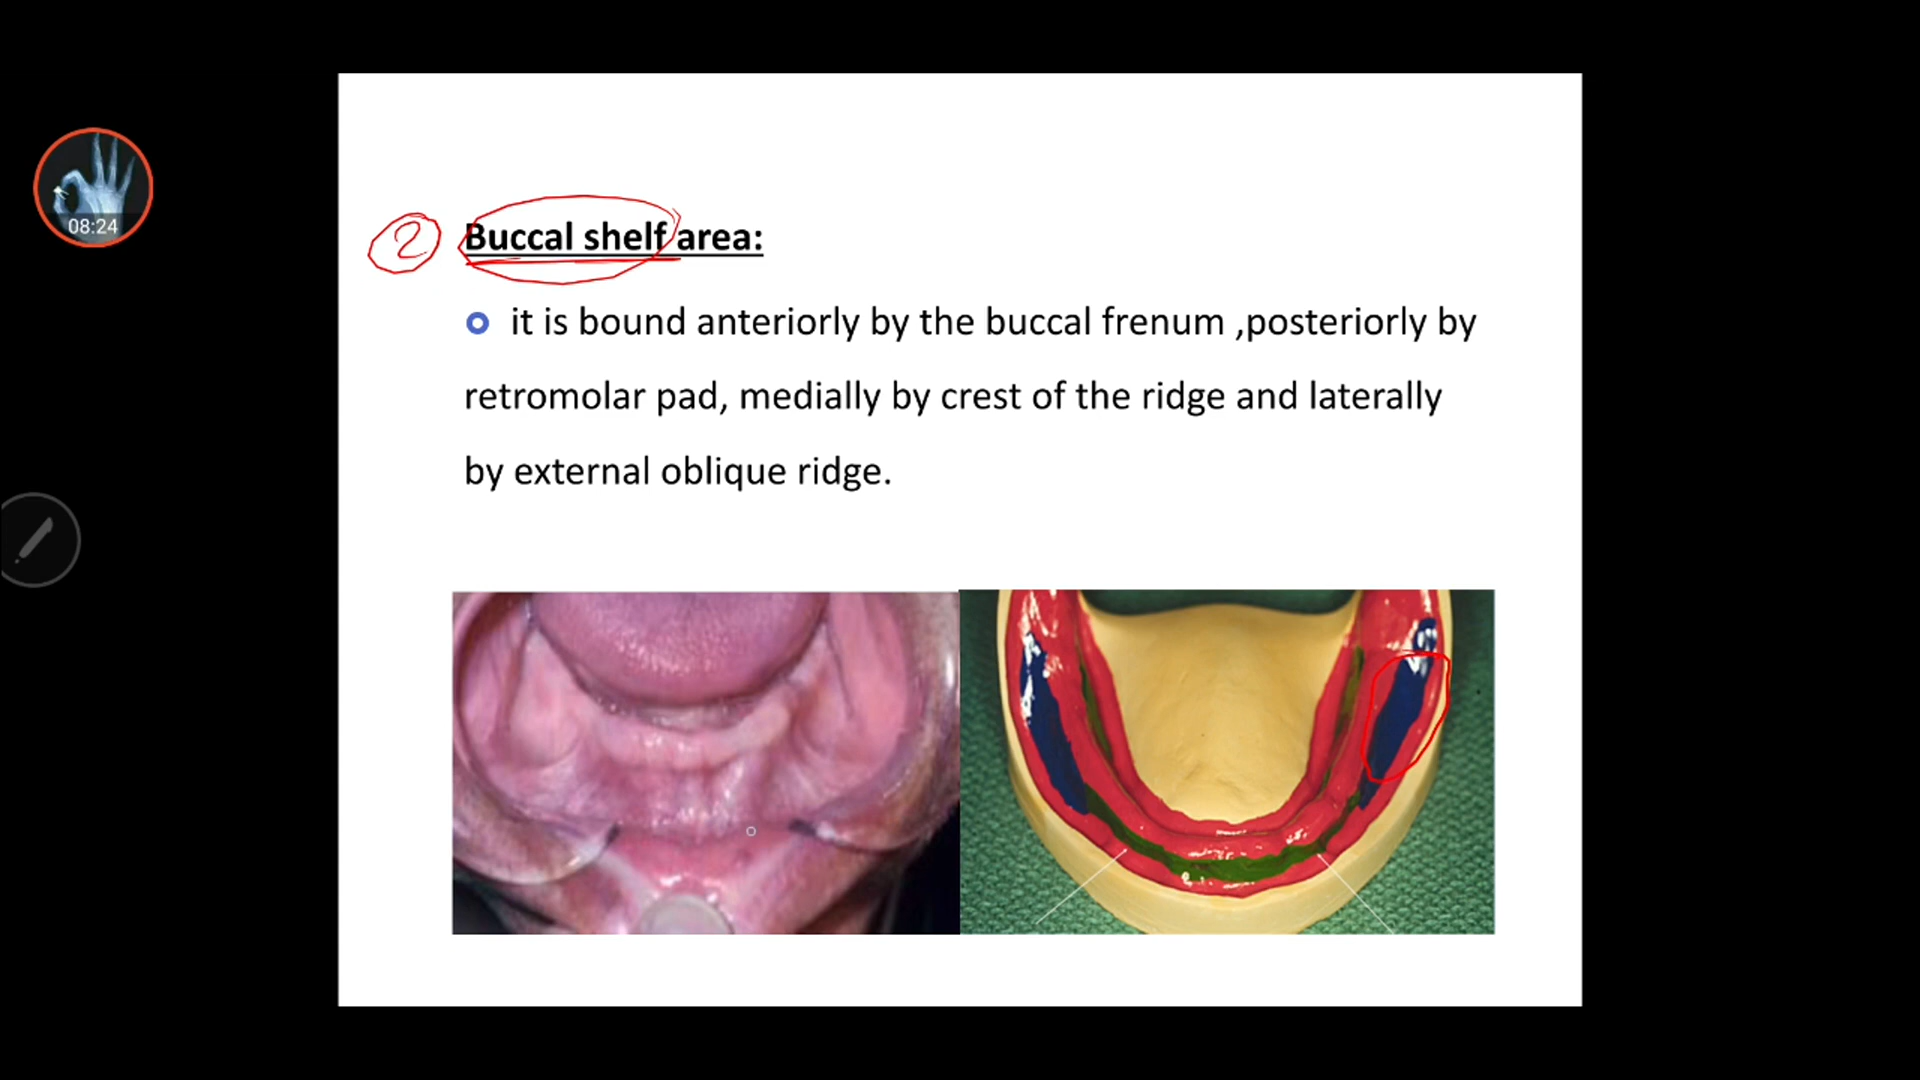 08:24
2 Buccal shelf area:
it is bound anteriorly by the buccal frenum ,posteriorly by
retromolar pad, medially by crest of the ridge and laterally
by external oblique ridge.